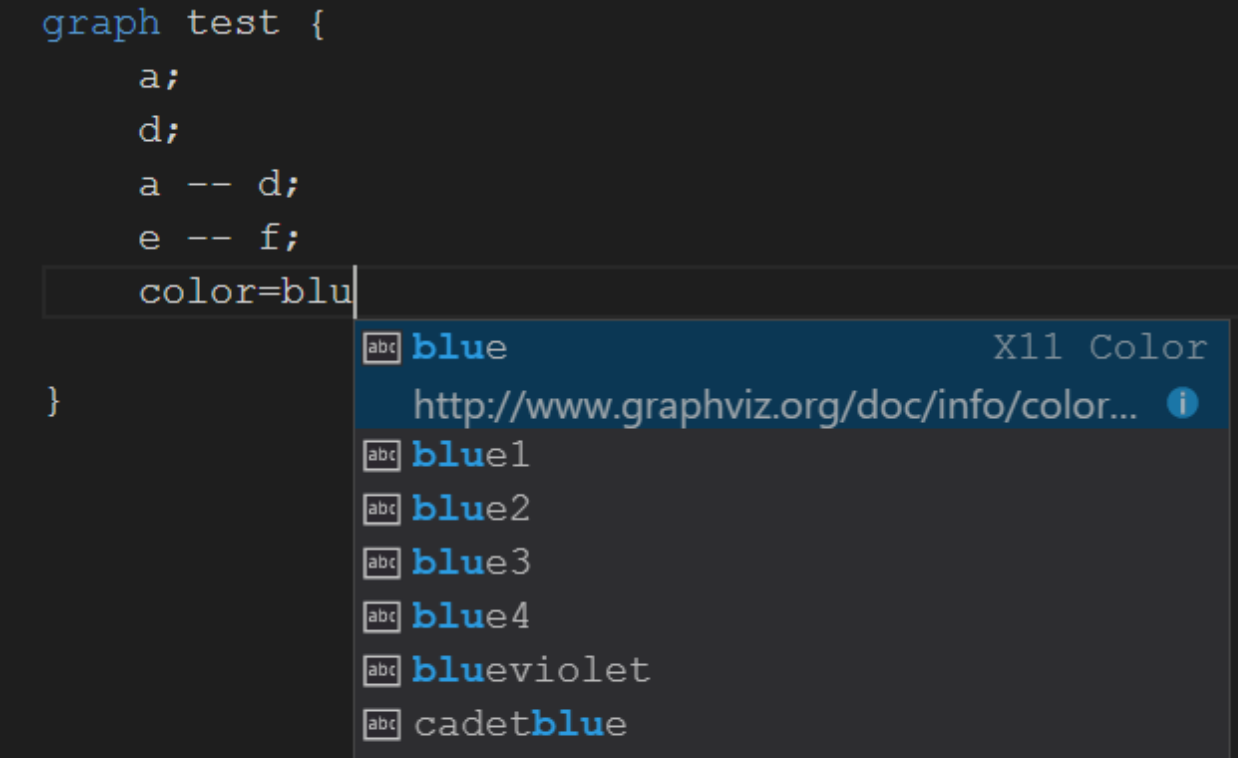 graph test {
a;
d;
a -- d;
e -- f;
color=blu
abc blue X11 Color
http://www.graphviz.org/doc/info/color... i
}
abc blue1
abc blue2
abc blue3
abc blue4
abc blueviolet
abc cadetblue